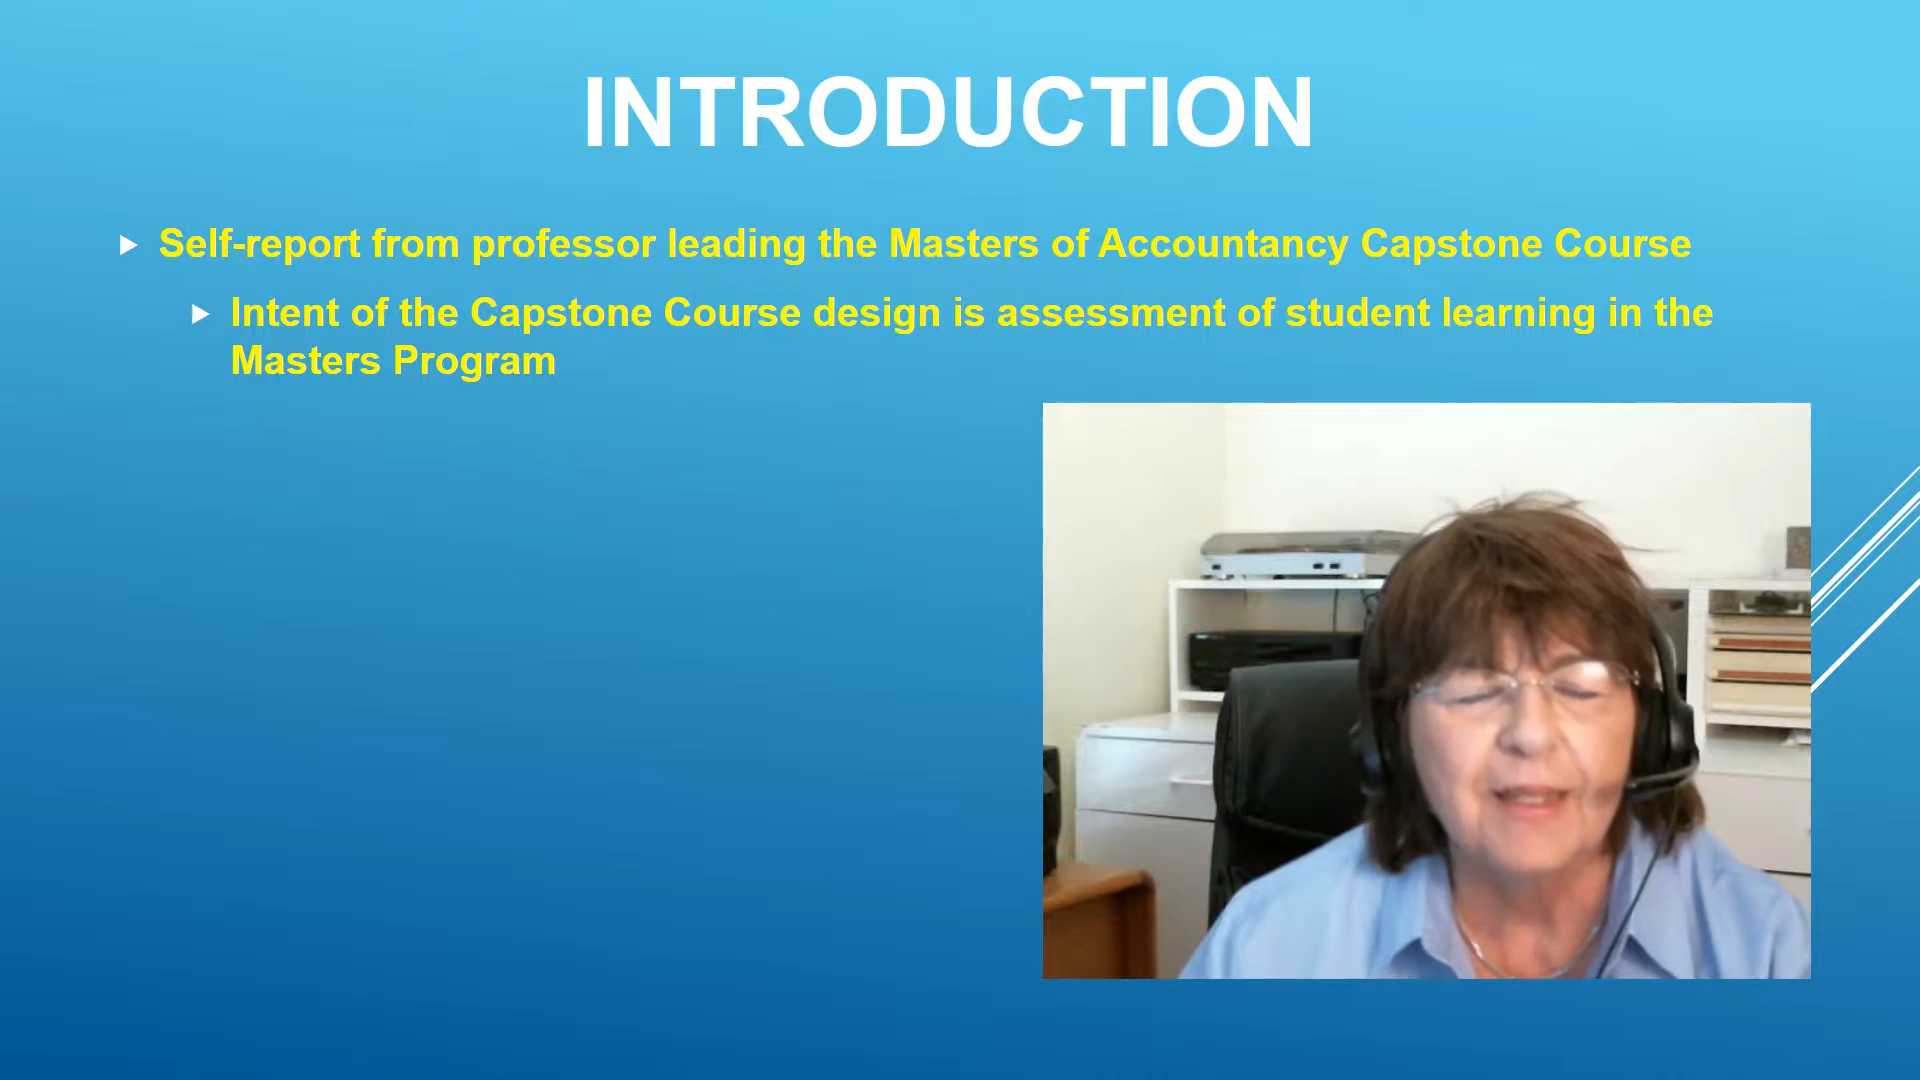 INTRODUCTION
Self-report from professor leading the Masters of Accountancy Capstone Course
Intent of the Capstone Course design is assessment of student learning in the
Masters Program